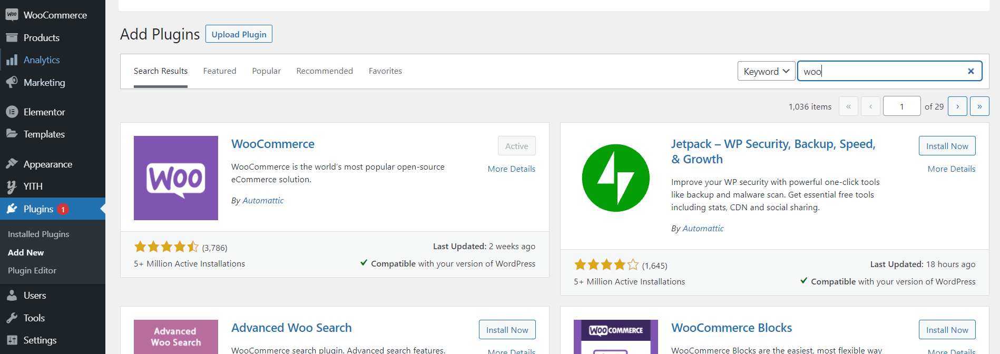 WooCommerce
Products
Analytics
Marketing
Elementor
Templates
Appearance
YITH
Plugins 1
Installed Plugins
Add New
Plugin Editor
Users
Tools
Settings
Add Plugins Upload Plugin
Search Results Featured Popular Recommended Favorites Keyword woo
1,036 items « ‹ 1 of 29 › »
WOO
WooCommerce
Active
WooCommerce is the world's most popular open-source
eCommerce solution.
More Details
By Automattic
(3,786)
Last Updated: 2 weeks ago
5+ Million Active Installations
Compatible with your version of WordPress
Jetpack – WP Security, Backup, Speed,
& Growth
Install Now
More Details
Improve your WP security with powerful one-click tools
like backup and malware scan. Get essential free tools
including stats, CDN and social sharing.
By Automattic
(1,645)
Last Updated: 18 hours ago
5+ Million Active Installations
Compatible with your version of WordPress
Advanced
Woo Search
Advanced Woo Search
Install Now
WooCommerce search plugin. Advanced search features.
More Details
WOO COMMERCE
WooCommerce Blocks
Install Now
WooCommerce Blocks are the easiest, most flexible way
More Details